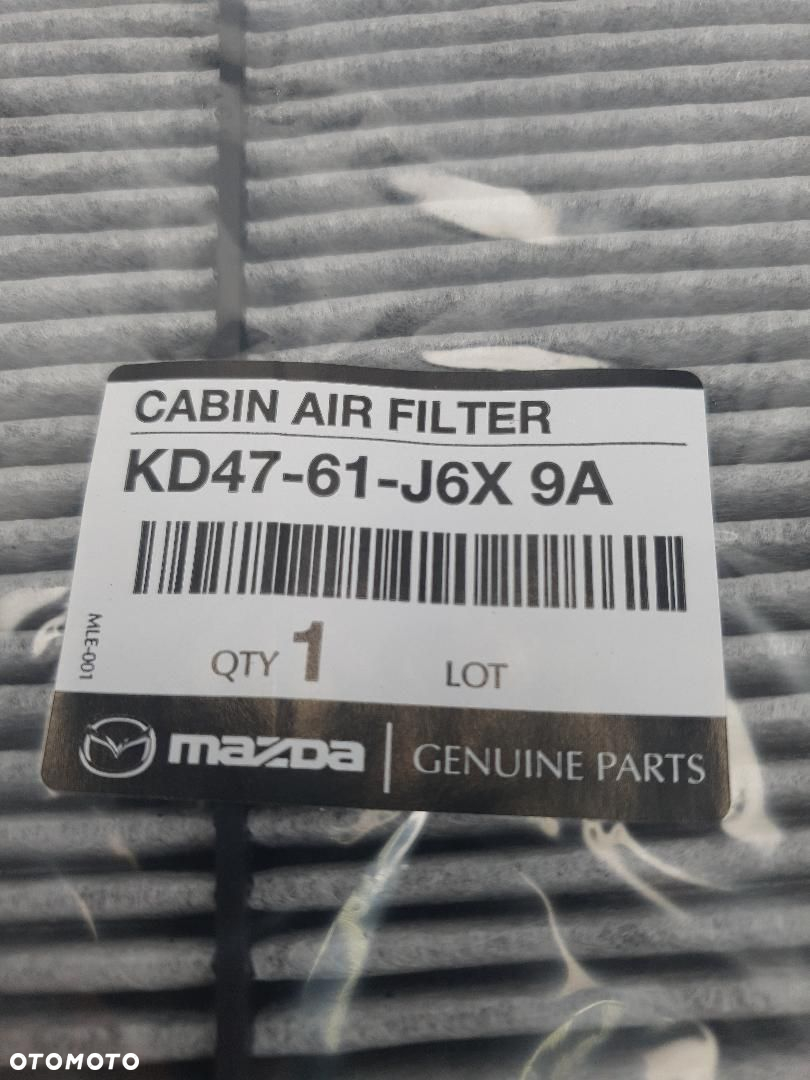 CABIN AIR FILTER
KD47-61-J6X 9A
MLE-001
QTY 1 LOT
mazda GENUINE PARTS
OTOMOTO